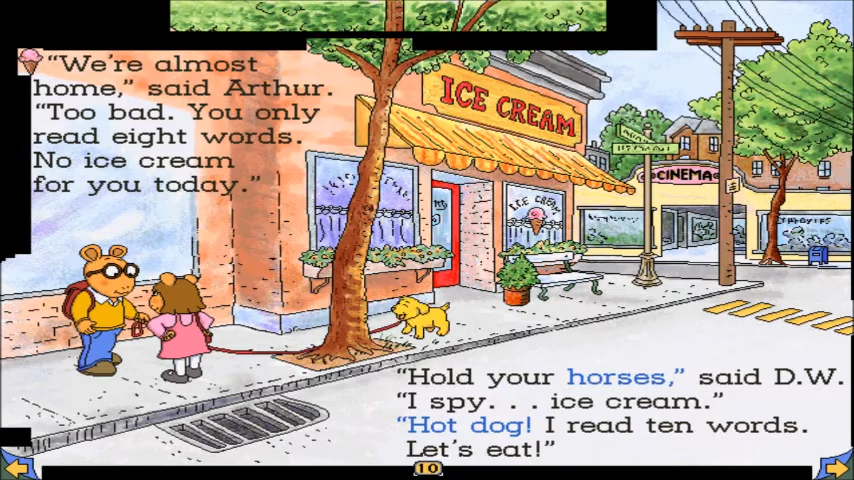 "We're almost
home," said Arthur.
"Too bad. You only
read eight words.
No ice cream
for you today."
ICE CREAM
CINEMA
ICE CREAM
"Hold your horses," said D.W.
"I spy. . . ice cream."
"Hot dog! I read ten words.
Let's eat!"
10